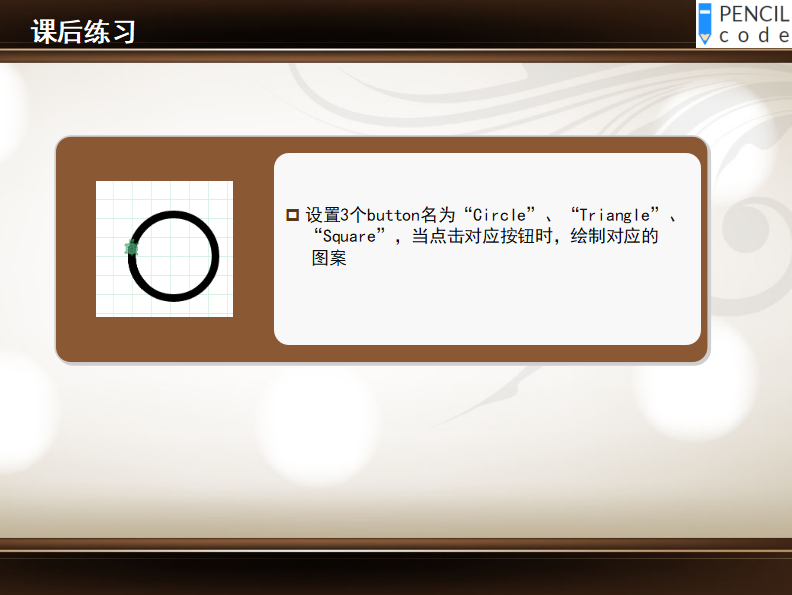 课后练习
PENCIL
code
设置3个button名为“Circle”、“Triangle”、
“Square”，当点击对应按钮时，绘制对应的
图案